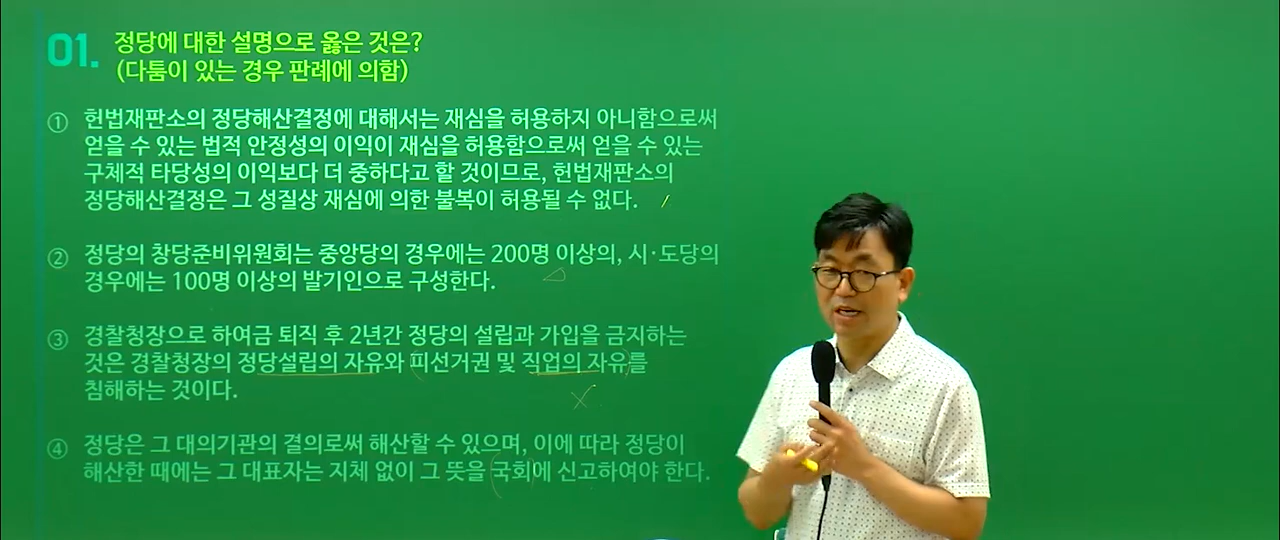 01. 정당에 대한 설명으로 옳은 것은?
(다툼이 있는 경우 판례에 의함)
① 헌법재판소의 정당해산결정에 대해서는 재심을 허용하지 아니함으로써
얻을 수 있는 법적 안정성의 이익이 재심을 허용함으로써 얻을 수 있는
구체적 타당성의 이익보다 더 중하다고 할 것이므로, 헌법재판소의
정당해산결정은 그 성질상 재심에 의한 불복이 허용될 수 없다.
② 정당의 창당준비위원회는 중앙당의 경우에는 200명 이상의, 시·도당의
경우에는 100명 이상의 발기인으로 구성한다.
③ 경찰청장으로 하여금 퇴직 후 2년간 정당의 설립과 가입을 금지하는
것은 경찰청장의 정당설립의 자유와 피선거권 및 직업의 자유를
침해하는 것이다.
④ 정당은 그 대의기관의 결의로써 해산할 수 있으며, 이에 따라 정당이
해산한 때에는 그 대표자는 지체 없이 그 뜻을 국회에 신고하여야 한다.